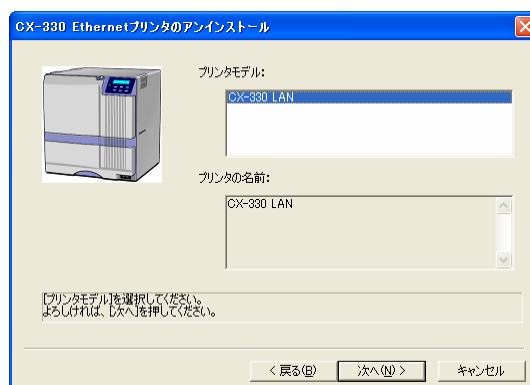 CX-330 Ethernetプリンタのアンインストール
プリンタモデル:
CX-330 LAN
プリンタの名前:
CX-330 LAN
[プリンタモデル]を選択してください。
よろしければ、[次へ]を押してください。
< 戻る(B)
次へ(N) >
キャンセル